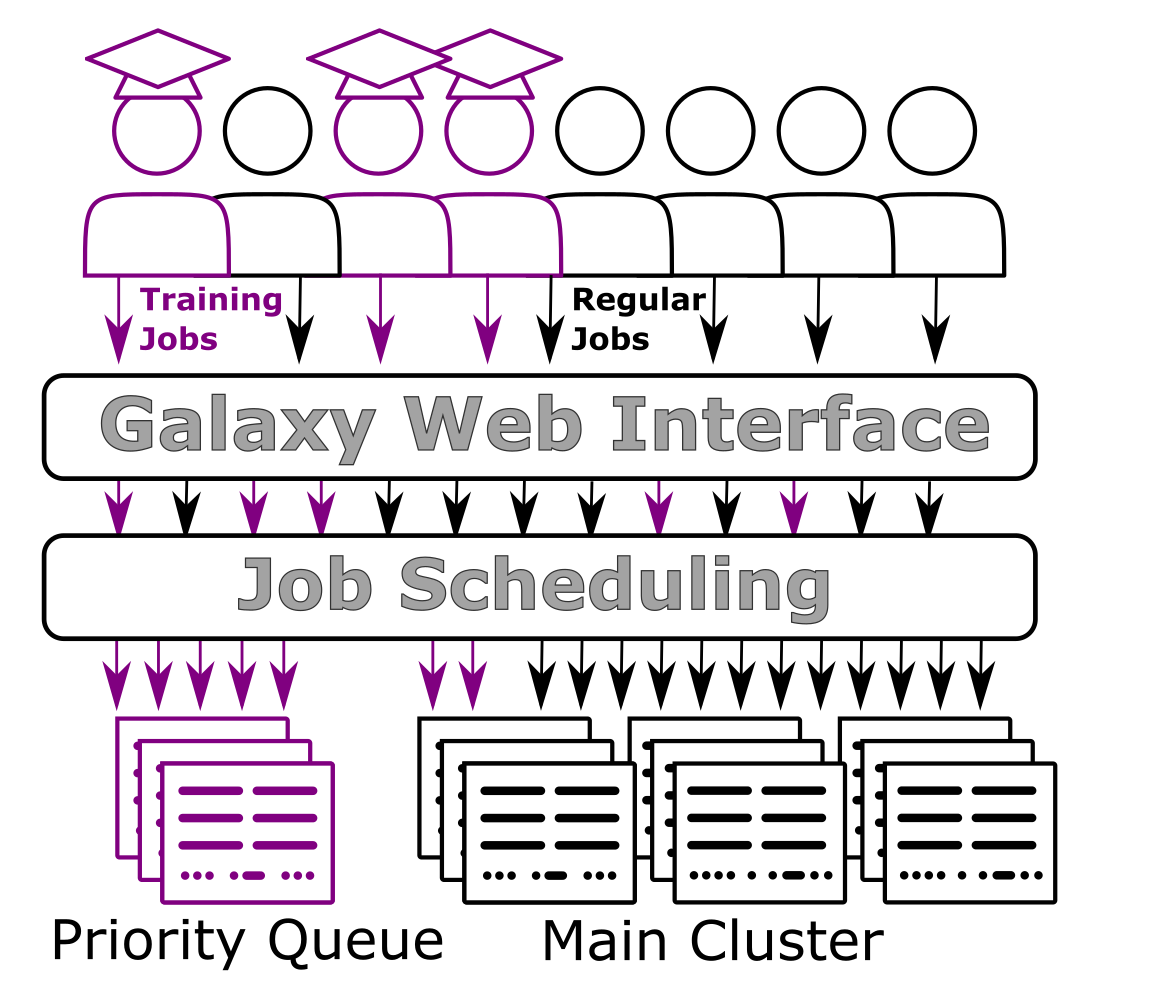 Training
Jobs
Regular
Jobs
Galaxy Web Interface
Job Scheduling
Priority Queue
Main Cluster